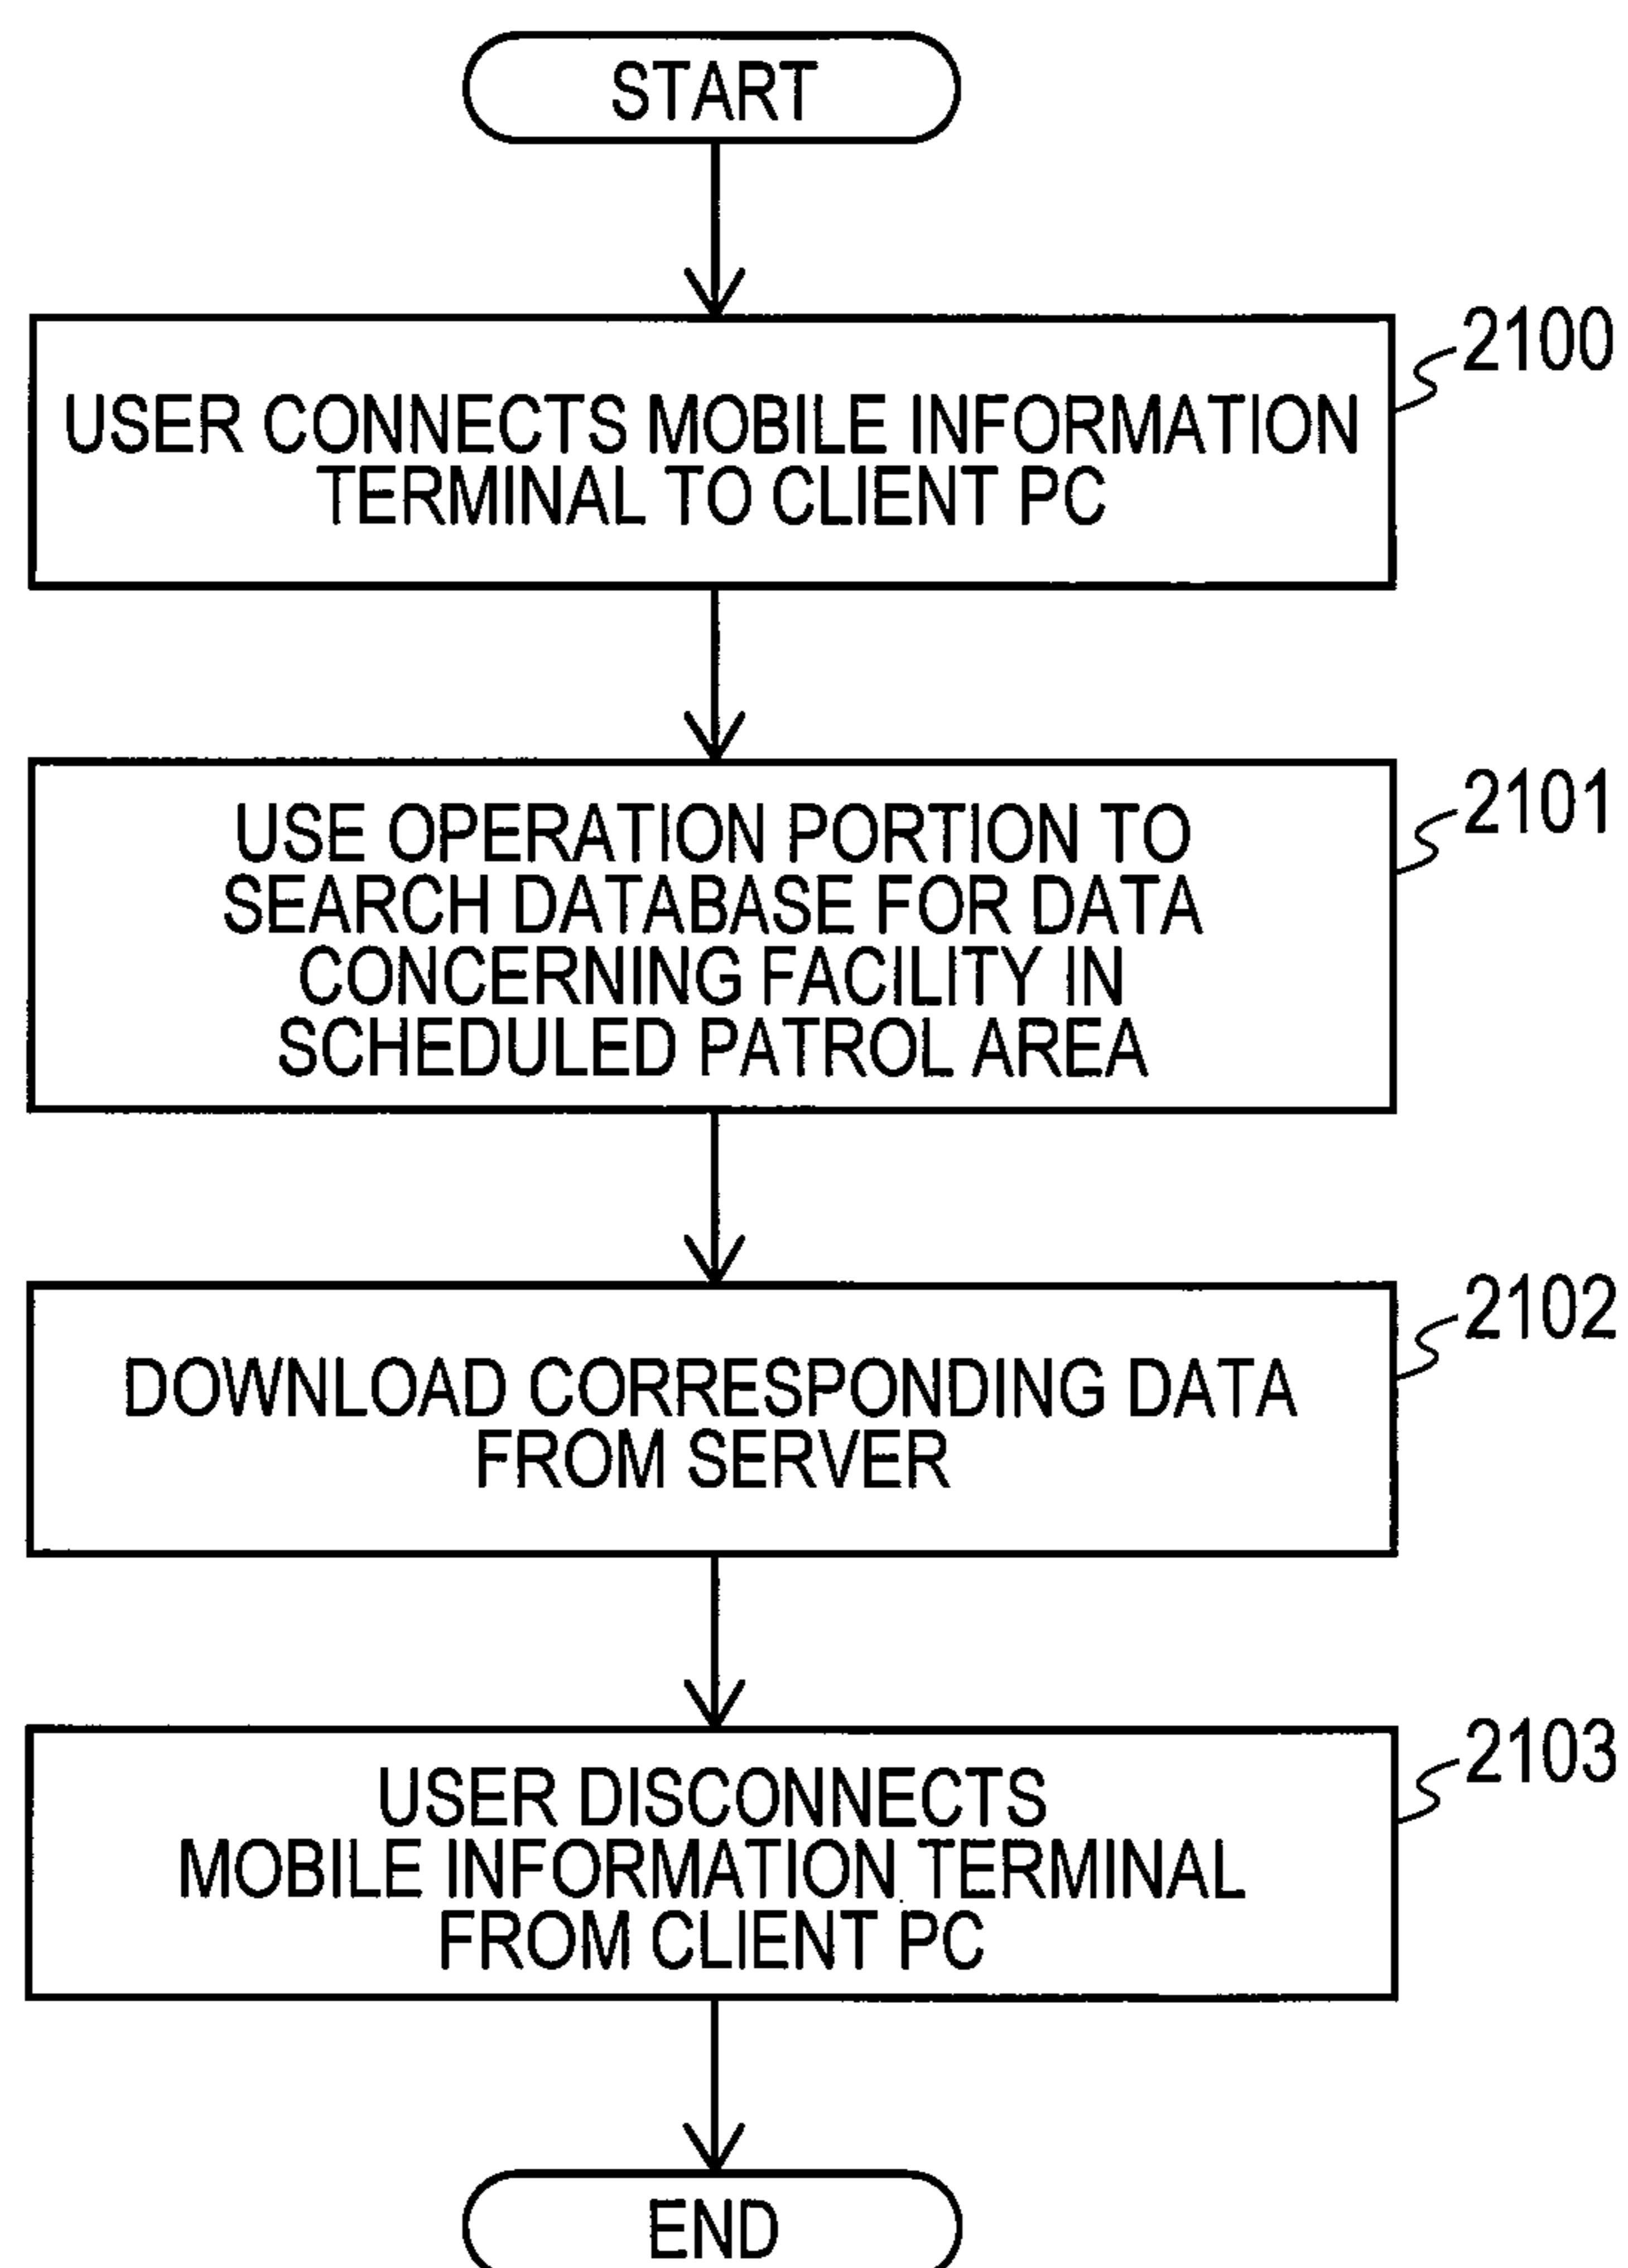 START
2100
USER CONNECTS MOBILE INFORMATION
TERMINAL TO CLIENT PC
2101
USE OPERATION PORTION TO
SEARCH DATABASE FOR DATA
CONCERNING FACILITY IN
SCHEDULED PATROL AREA
2102
DOWNLOAD CORRESPONDING DATA
FROM SERVER
2103
USER DISCONNECTS
MOBILE INFORMATION TERMINAL
FROM CLIENT PC
END